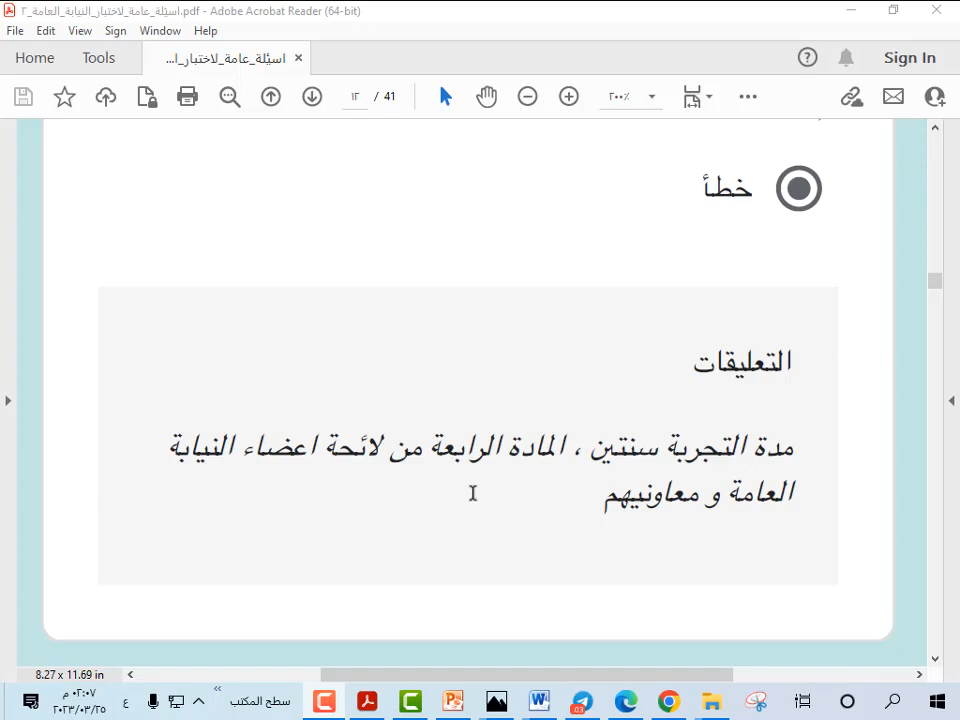 اسئلة_عامة_لاختبار_النيابة_العامة_٢.pdf - Adobe Acrobat Reader (64-bit)
File Edit View Sign Window Help
Home Tools اسئلة_عامة_لاختبار_ا... × Sign In
١٢ / 41 ٢٠٠٪
خطأ
التعليقات
مدة التجربة سنتين ، المادة الرابعة من لائحة اعضاء النيابة
العامة و معاونيهم
8.27 x 11.69 in
٠٢:٠٧ م ع سطح المكتب 03
٢٠٢٣/٠٣/٢٥